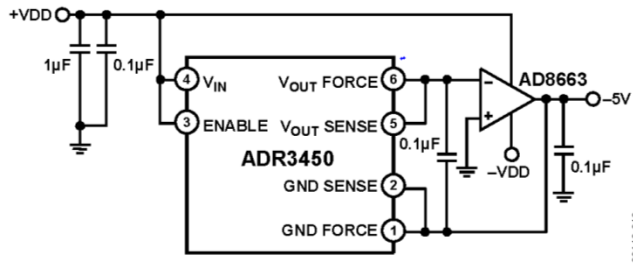 +VDD
1µF
0.1µF
4
VIN
VOUT FORCE
6
3
ENABLE
VOUT SENSE
5
ADR3450
GND SENSE
2
GND FORCE
1
0.1µF
AD8663
–
+
–VDD
–5V
0.1µF